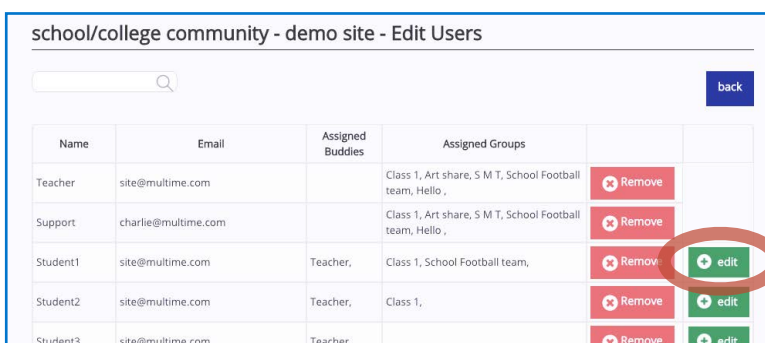 school/college community - demo site - Edit Users
back
Name Email Assigned Buddies Assigned Groups
Teacher site@multime.com Class 1, Art share, S M T, School Football team, Hello , Remove
Support charlie@multime.com Class 1, Art share, S M T, School Football team, Hello , Remove
Student1 site@multime.com Teacher, Class 1, School Football team, Remove edit
Student2 site@multime.com Teacher, Class 1, Remove edit
Student3 site@multime.com Teacher Remove edit